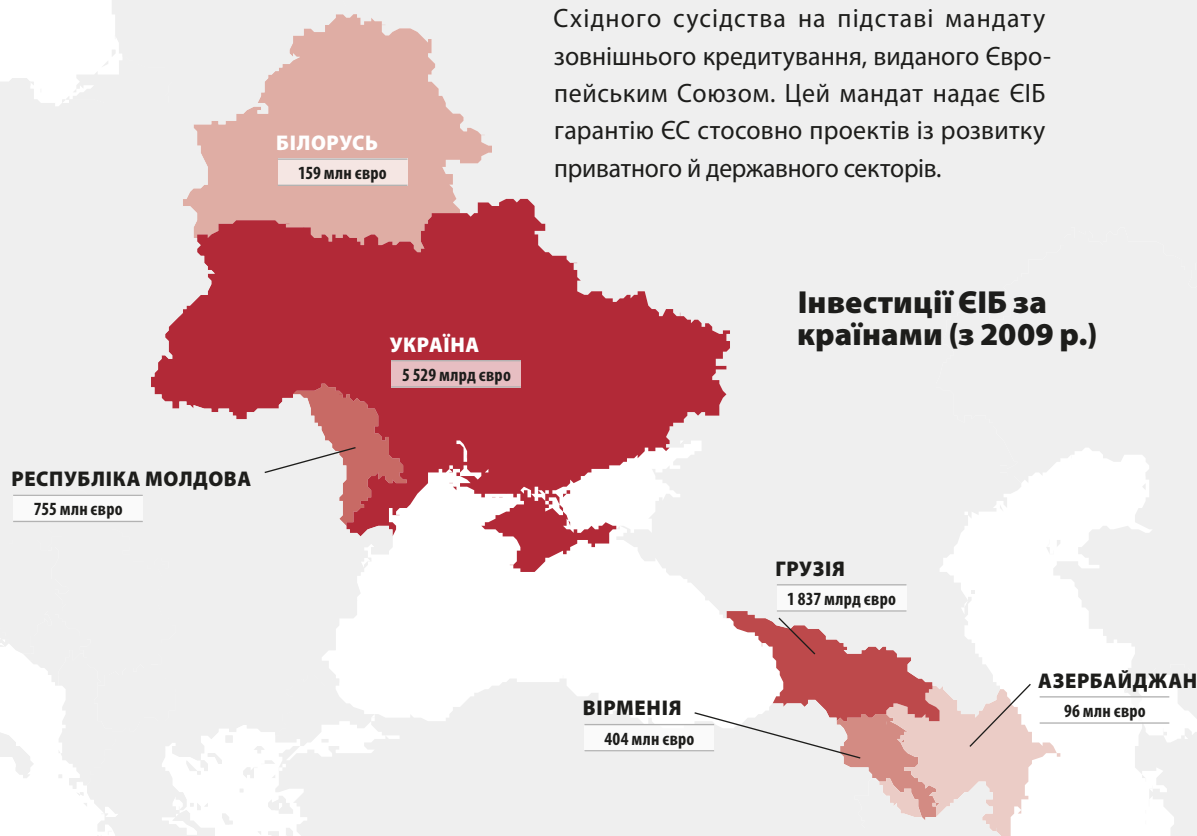 Східного сусідства на підставі мандату
зовнішнього кредитування, виданого Євро-
пейським Союзом. Цей мандат надає ЄІБ
гарантію ЄС стосовно проектів із розвитку
приватного й державного секторів.
БІЛОРУСЬ
159 млн євро
Інвестиції ЄІБ за
країнами (з 2009 р.)
УКРАЇНА
5 529 млрд євро
РЕСПУБЛІКА МОЛДОВА
755 млн євро
ГРУЗІЯ
1 837 млрд євро
АЗЕРБАЙДЖАН
96 млн євро
ВІРМЕНІЯ
404 млн євро